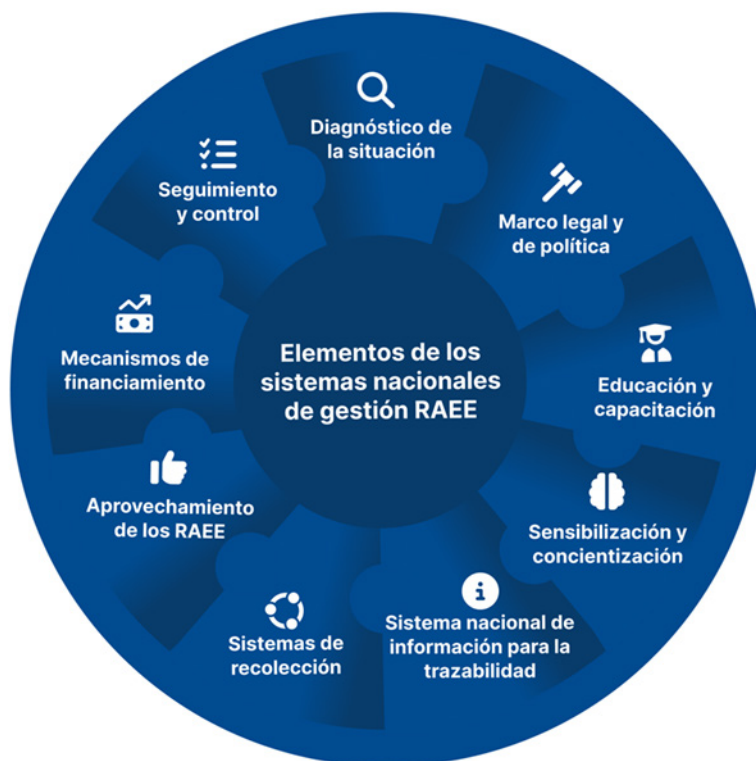 Diagnóstico de
la situación
Marco legal y
de política
Educación y
capacitación
Sensibilización y
concientización
Sistema nacional de
información para la
trazabilidad
Sistemas de
recolección
Aprovechamiento
de los RAEE
Mecanismos de
financiamiento
Seguimiento
y control
Elementos de los
sistemas nacionales
de gestión RAEE